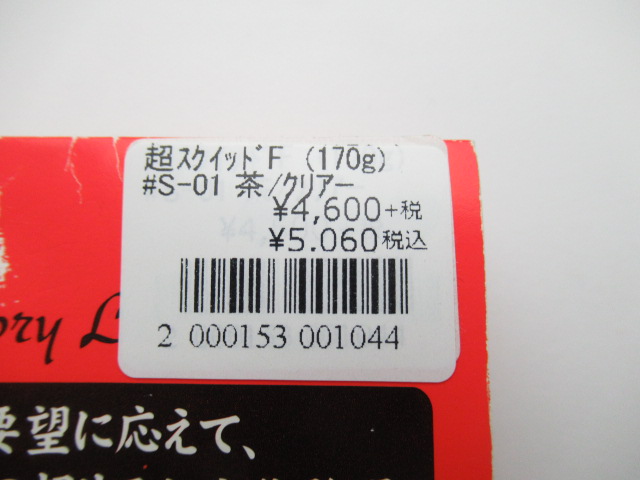 超ｽｸｲｯﾄﾞF (170g)
#S-01 茶/クリアー
¥4,600+税
¥5.060税込
2 000153 001044
ory L
要望に応えて、